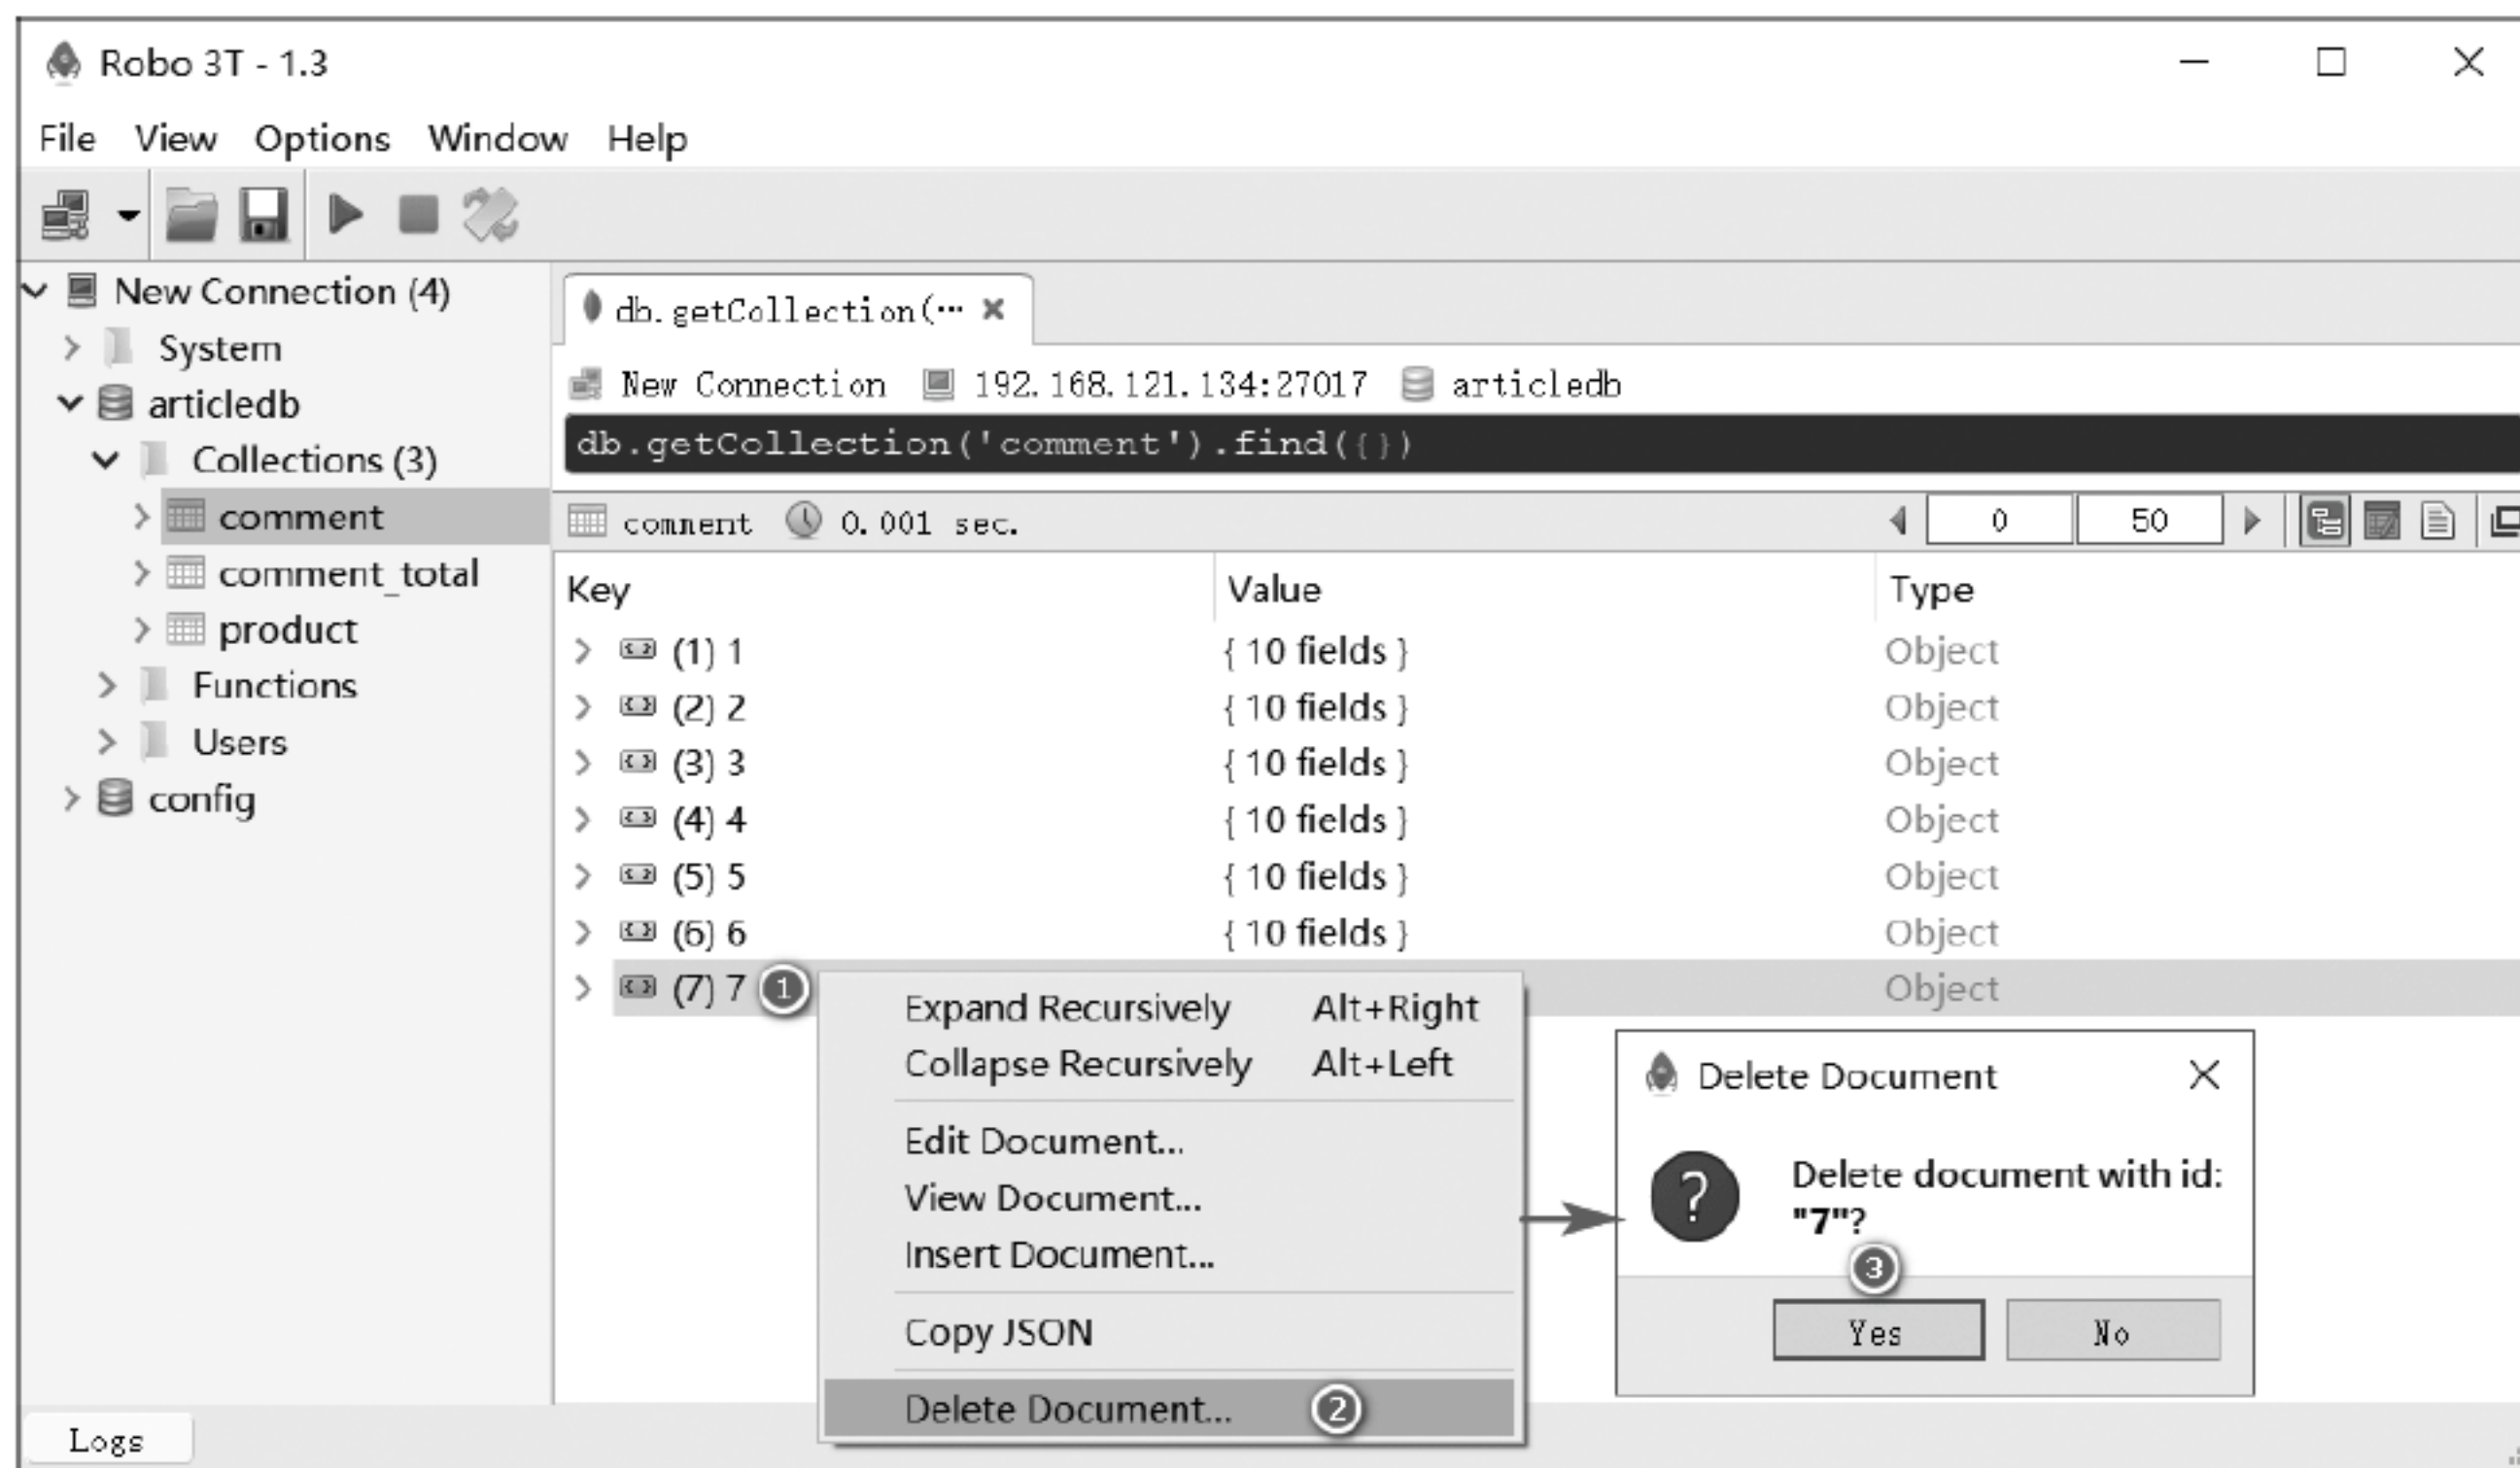 Robo 3T - 1.3
File View Options Window Help
New Connection (4)
System
articledb
Collections (3)
comment
comment_total
product
Functions
Users
config
db.getCollection(···
New Connection 192.168.121.134:27017 articledb
db.getCollection('comment').find({})
comment 0.001 sec. 0 50
Key Value Type
(1) 1 { 10 fields } Object
(2) 2 { 10 fields } Object
(3) 3 { 10 fields } Object
(4) 4 { 10 fields } Object
(5) 5 { 10 fields } Object
(6) 6 { 10 fields } Object
(7) 7 1 Object
Expand Recursively Alt+Right
Collapse Recursively Alt+Left
Edit Document...
View Document...
Insert Document...
Copy JSON
Delete Document... 2
Delete Document
?
Delete document with id:
"7"?
3
Yes No
Logs